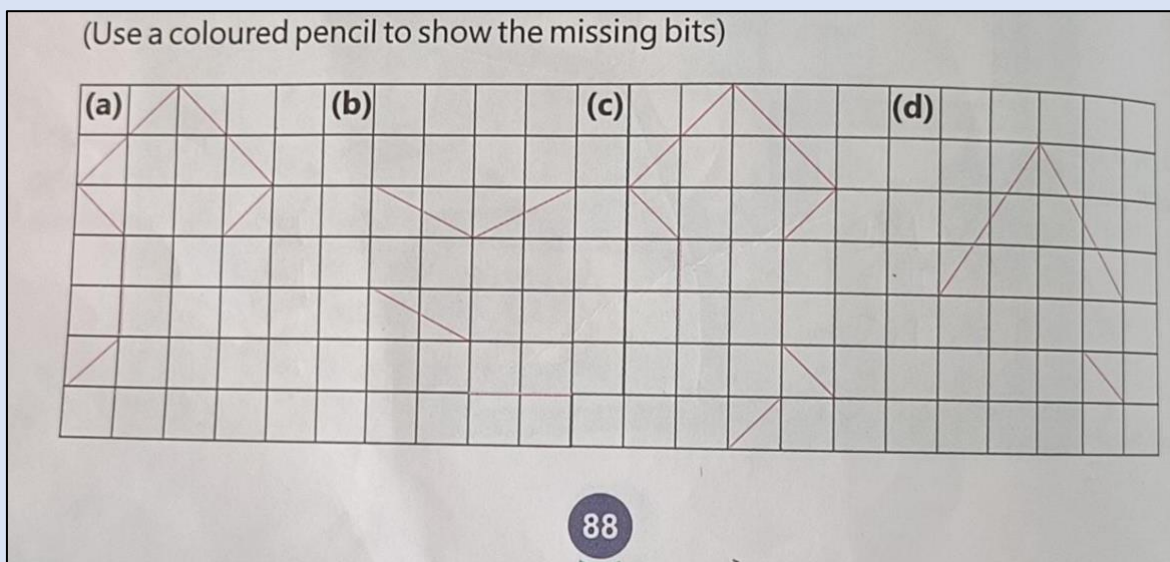 (Use a coloured pencil to show the missing bits)
(a) (b) (c) (d)
88